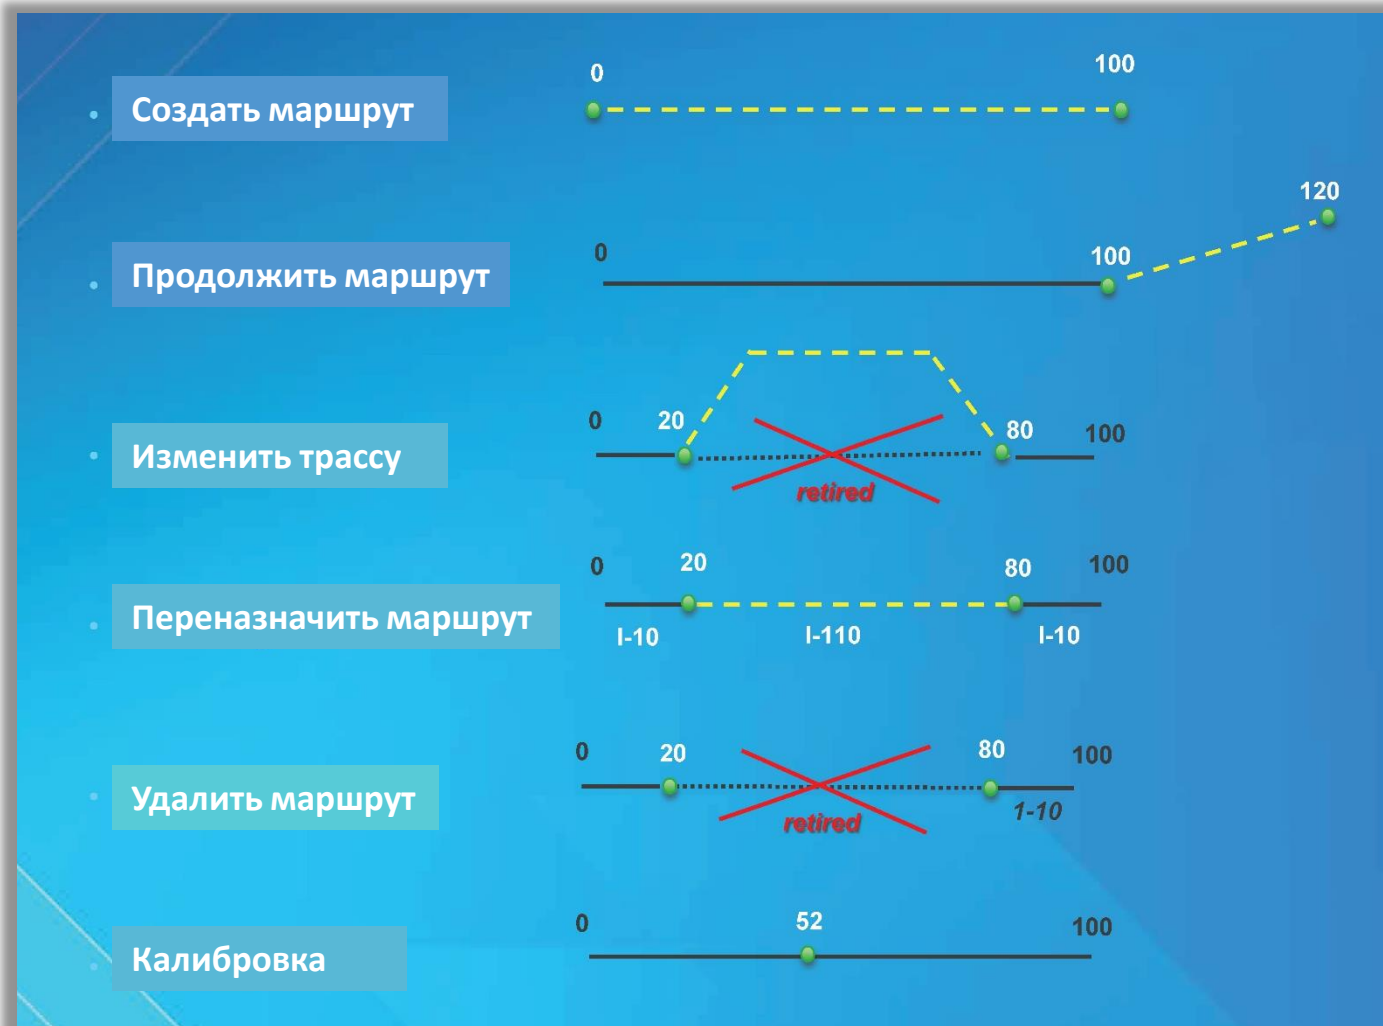 Создать маршрут
0
100
Продолжить маршрут
0
100
120
Изменить трассу
0
20
80
100
retired
Переназначить маршрут
0
20
80
100
I-10
I-110
I-10
Удалить маршрут
0
20
80
100
retired
1-10
Калибровка
0
52
100